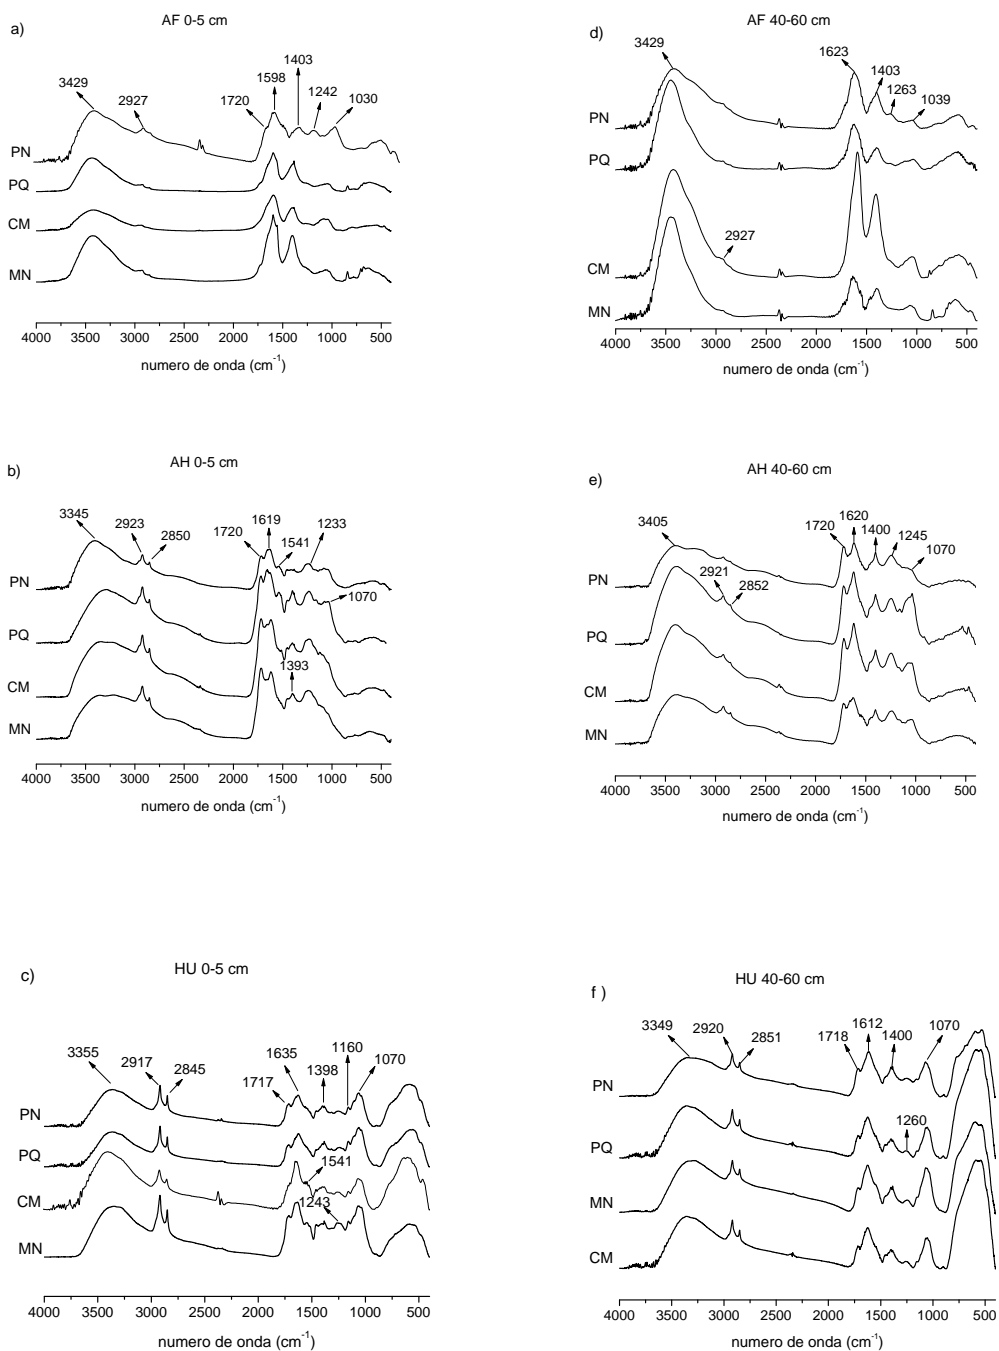 a)
AF 0-5 cm
3429
2927
1720
1598
1403
1242
1030
PN
PQ
CM
MN
4000 3500 3000 2500 2000 1500 1000 500
numero de onda (cm-1)
d)
AF 40-60 cm
3429
1623
1403
1263
1039
PN
PQ
2927
CM
MN
4000 3500 3000 2500 2000 1500 1000 500
numero de onda (cm-1)
b)
AH 0-5 cm
3345
2923
2850
1720
1619
1541
1233
PN
1070
PQ
1393
CM
MN
4000 3500 3000 2500 2000 1500 1000 500
numero de onda (cm-1)
e)
AH 40-60 cm
3405
1720
1620
1400
1245
1070
PN
2921
2852
PQ
CM
MN
4000 3500 3000 2500 2000 1500 1000 500
numero de onda (cm-1)
c)
HU 0-5 cm
3355
2917
2845
1717
1635
1398
1160
1070
PN
PQ
1541
CM
1243
MN
4000 3500 3000 2500 2000 1500 1000 500
numero de onda (cm-1)
f )
HU 40-60 cm
3349
2920
2851
1718
1612
1400
1070
PN
1260
PQ
MN
CM
4000 3500 3000 2500 2000 1500 1000 500
numero de onda (cm-1)